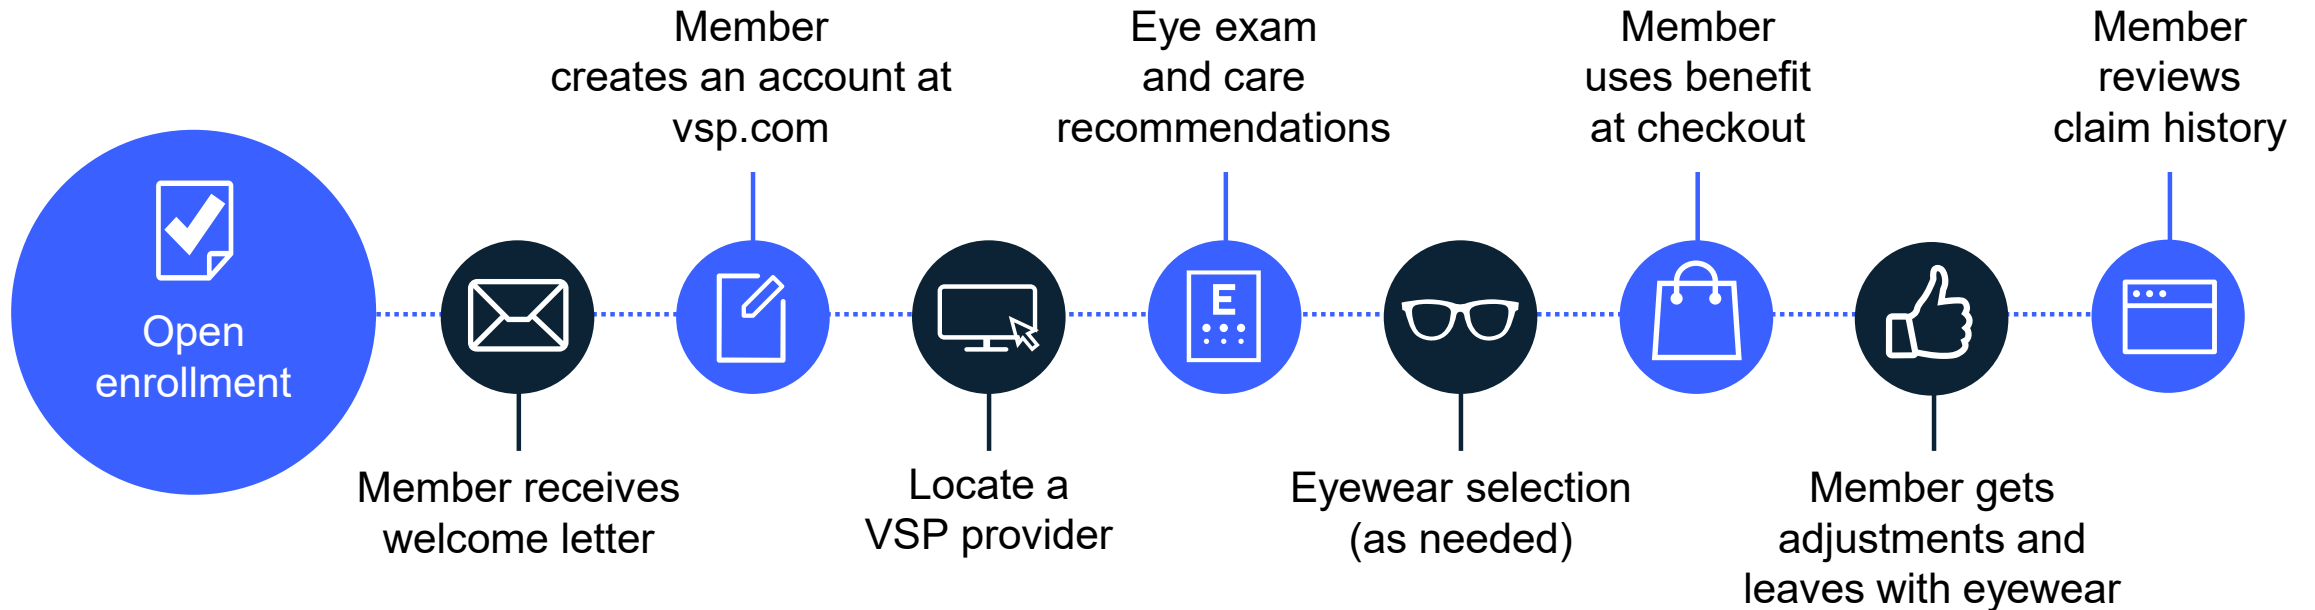 Open
enrollment
Member receives
welcome letter
Member
creates an account at
vsp.com
Locate a
VSP provider
Eye exam
and care
recommendations
E
Eyewear selection
(as needed)
Member
uses benefit
at checkout
Member gets
adjustments and
leaves with eyewear
Member
reviews
claim history